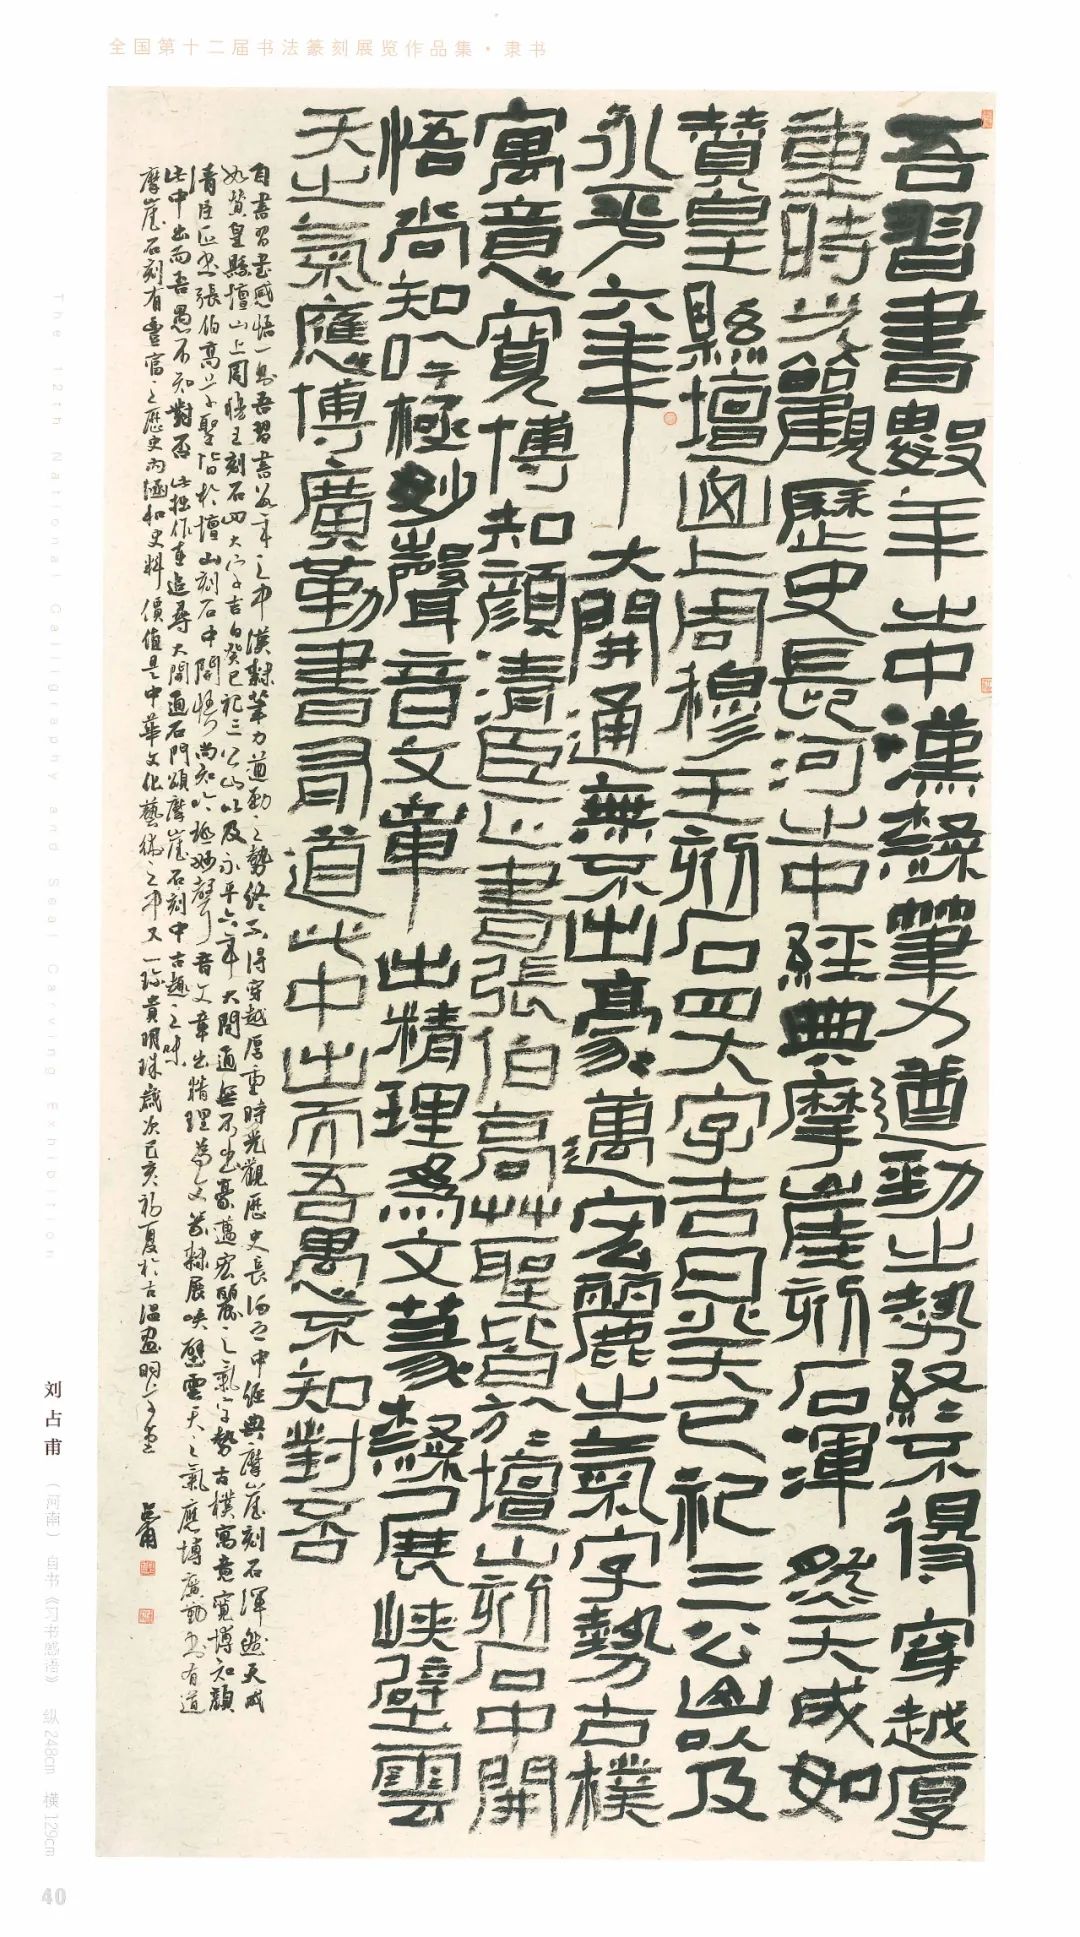 全国第十二届书法篆刻展览作品集·隶书
吾習書數年之中漢隸筆力遒勁之勢終不得穿越厚
重時光觀歷史長河之中經典摩崖刻石渾然天成如
贊皇縣壇山上周穆王刻石四大字吉日癸巳祀三公山以及
永平六年大開通無不出豪邁宏麗之氣字勢古樸
寓意寬博知顏清臣正書張伯高草聖皆於壇山刻石中開
悟尚知吟極妙聲音文章出精理為文篆隸展峽壁雲
天之氣應博廣勤書有道此中出而吾愚不知對否
自書習書感悟一則吾習書數年之中漢隸筆力遒勁之勢終不得穿越厚重時光觀歷史長河之中經典摩崖刻石渾然天成
如贊皇縣壇山上周穆王刻石四大字吉日癸巳祀三公山以及永平六年大開通無不出豪邁宏麗之氣字勢古樸寓意寬博知顏
清臣正書張伯高草聖皆於壇山刻石中開悟尚知吟極妙聲音文章出精理為文篆隸展峽壁雲天之氣應博廣勤書有道
此中出而吾愚不知對否此拙作在追尋大開通石門頌摩崖石刻中古趣之味
摩崖石刻有豐富之歷史內涵和史料價值是中華文化藝術之中又一珍貴明珠歲次己亥初夏於古溫
占甫
The 12th National Calligraphy and Seal Carving Exhibition
刘占甫（河南） 自书《习书感悟》 纵248cm 横129cm
40